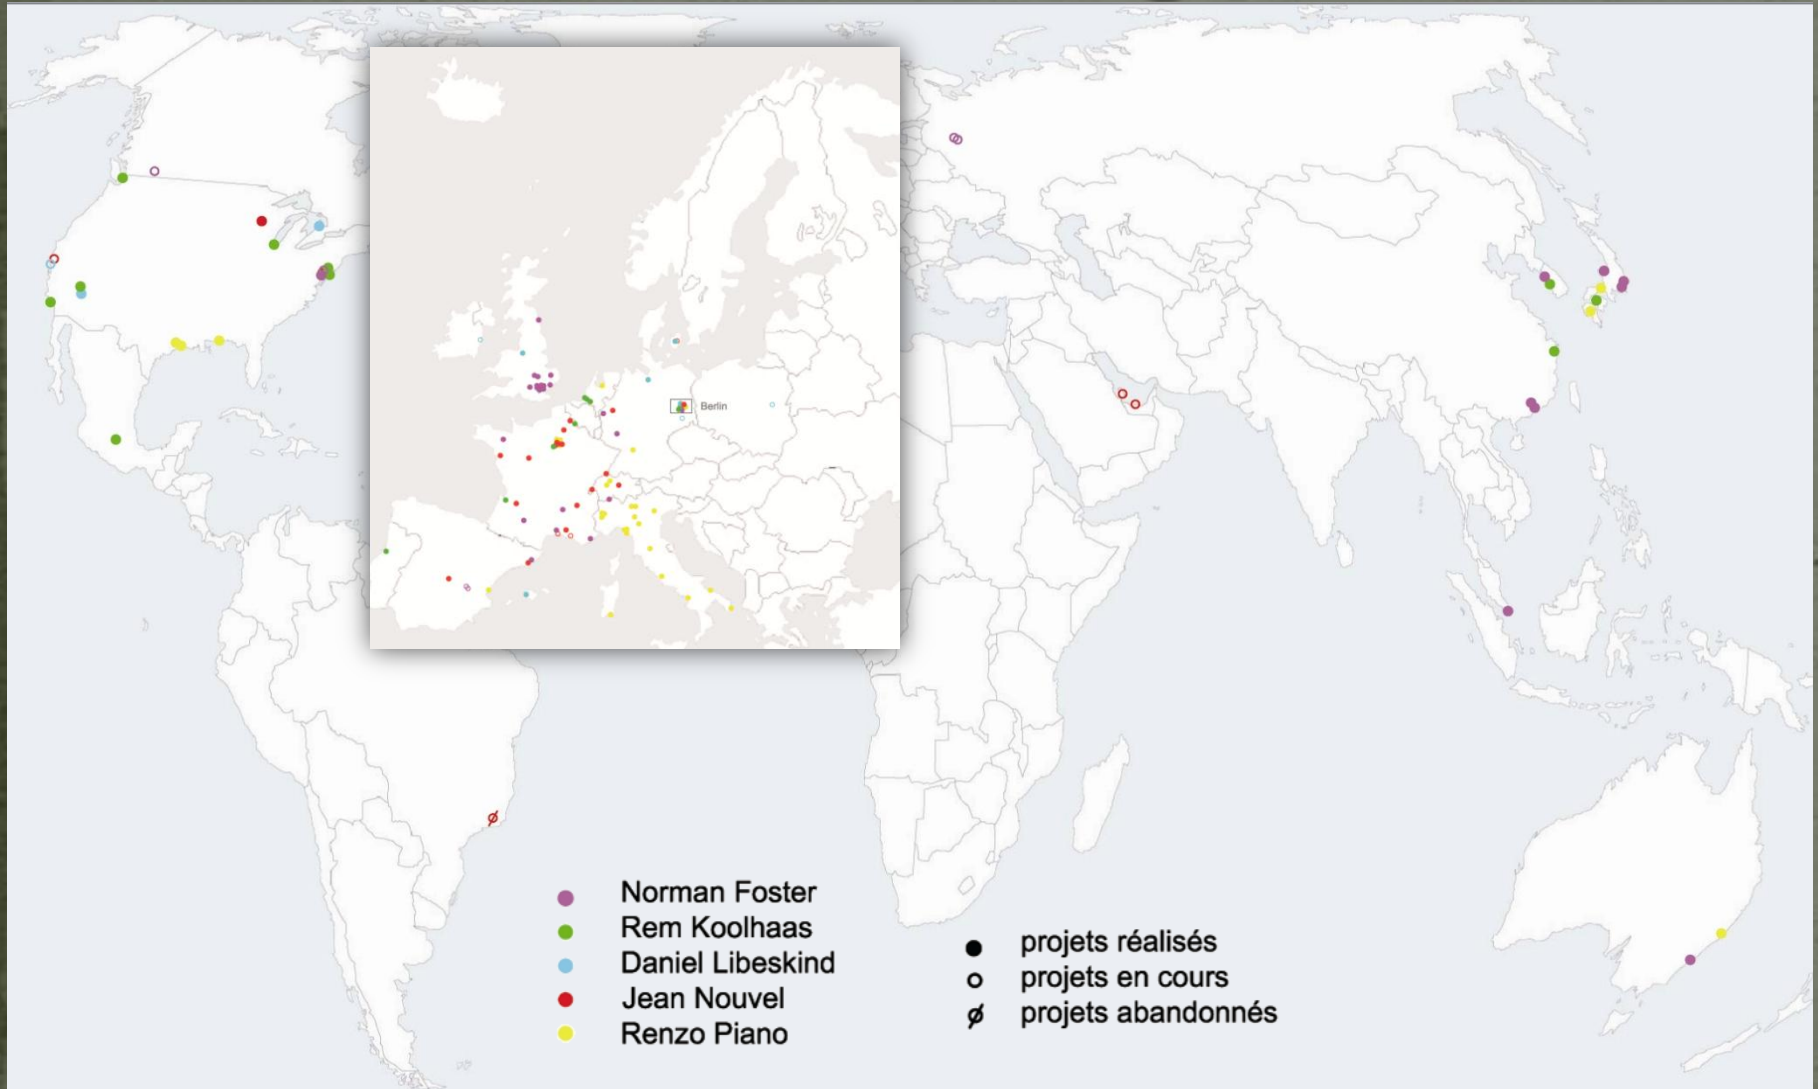 Berlin
Norman Foster
Rem Koolhaas
Daniel Libeskind
Jean Nouvel
Renzo Piano
projets réalisés
projets en cours
projets abandonnés